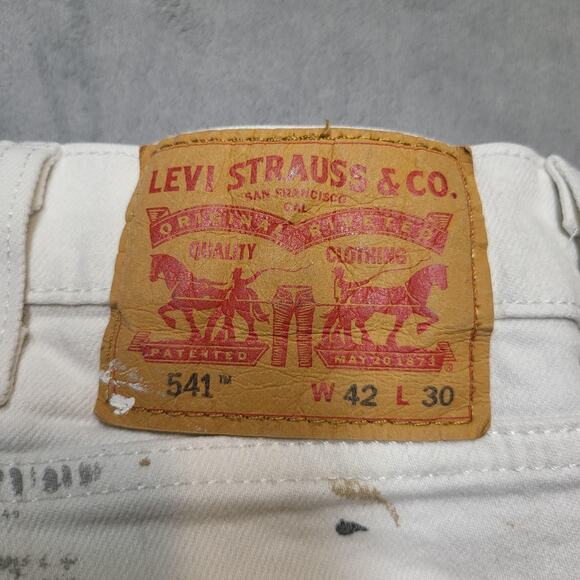 LEVI STRAUSS & CO.
SAN FRANCISCO
CAL
ORIGINAL RIVETED
QUALITY CLOTHING
PATENTED MAY 20 1873 ®
541™ W 42 L 30